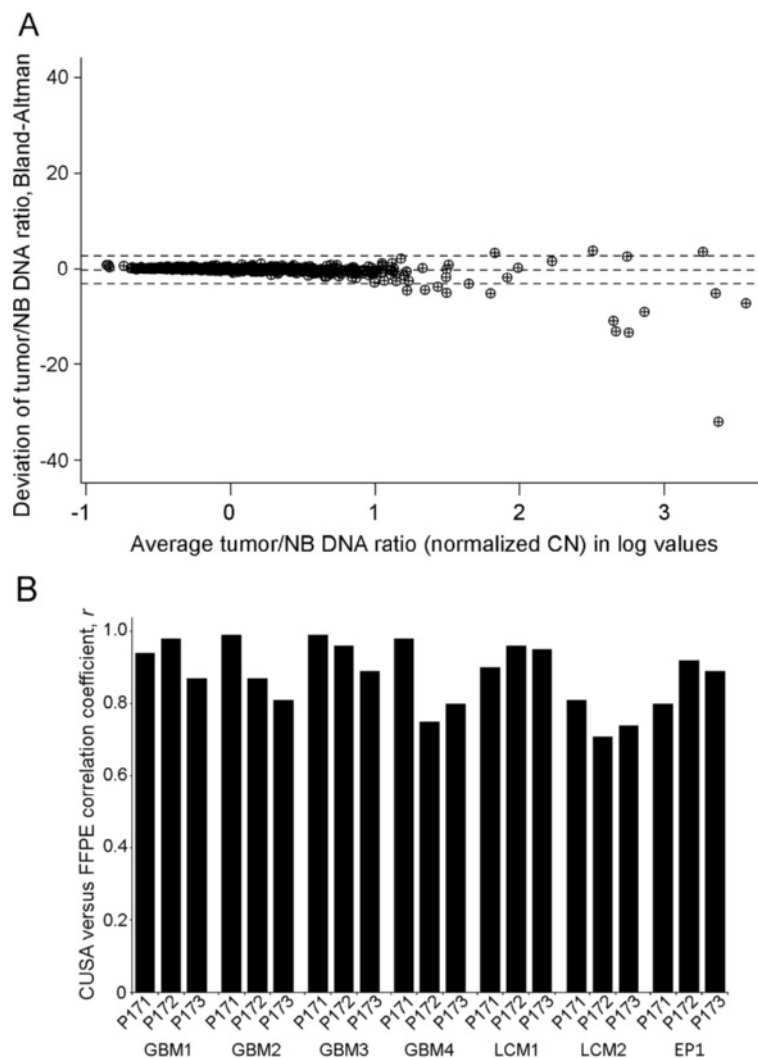 A
Deviation of tumor/NB DNA ratio, Bland-Altman
40
20
0
-20
-40
-1 0 1 2 3
Average tumor/NB DNA ratio (normalized CN) in log values
B
CUSA versus FFPE correlation coefficient, r
1.0
0.8
0.6
0.4
0.2
0
P171 P172 P173 P171 P172 P173 P171 P172 P173 P171 P172 P173 P171 P172 P173 P171 P172 P173 P171 P172 P173
GBM1 GBM2 GBM3 GBM4 LCM1 LCM2 EP1